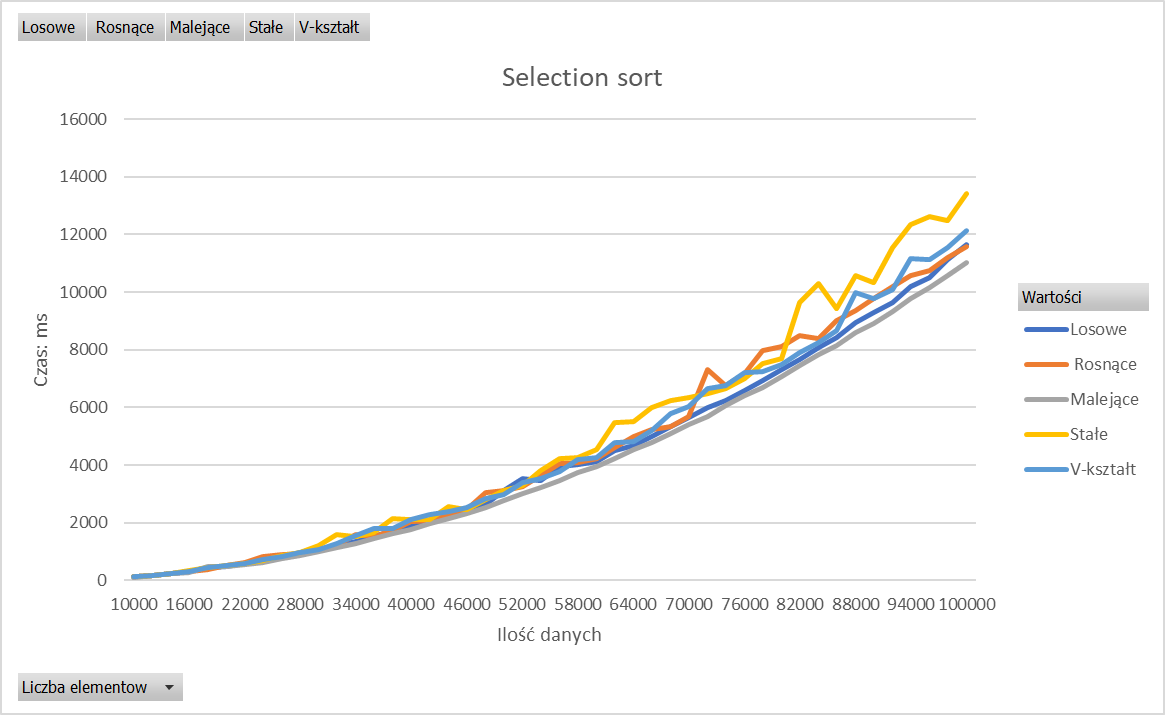 Losowe Rosnące Malejące Stałe V-kształt
Selection sort
16000
14000
12000
10000
8000
6000
4000
2000
0
Czas: ms
10000 16000 22000 28000 34000 40000 46000 52000 58000 64000 70000 76000 82000 88000 94000 100000
Ilość danych
Wartości
Losowe
Rosnące
Malejące
Stałe
V-kształt
Liczba elementow